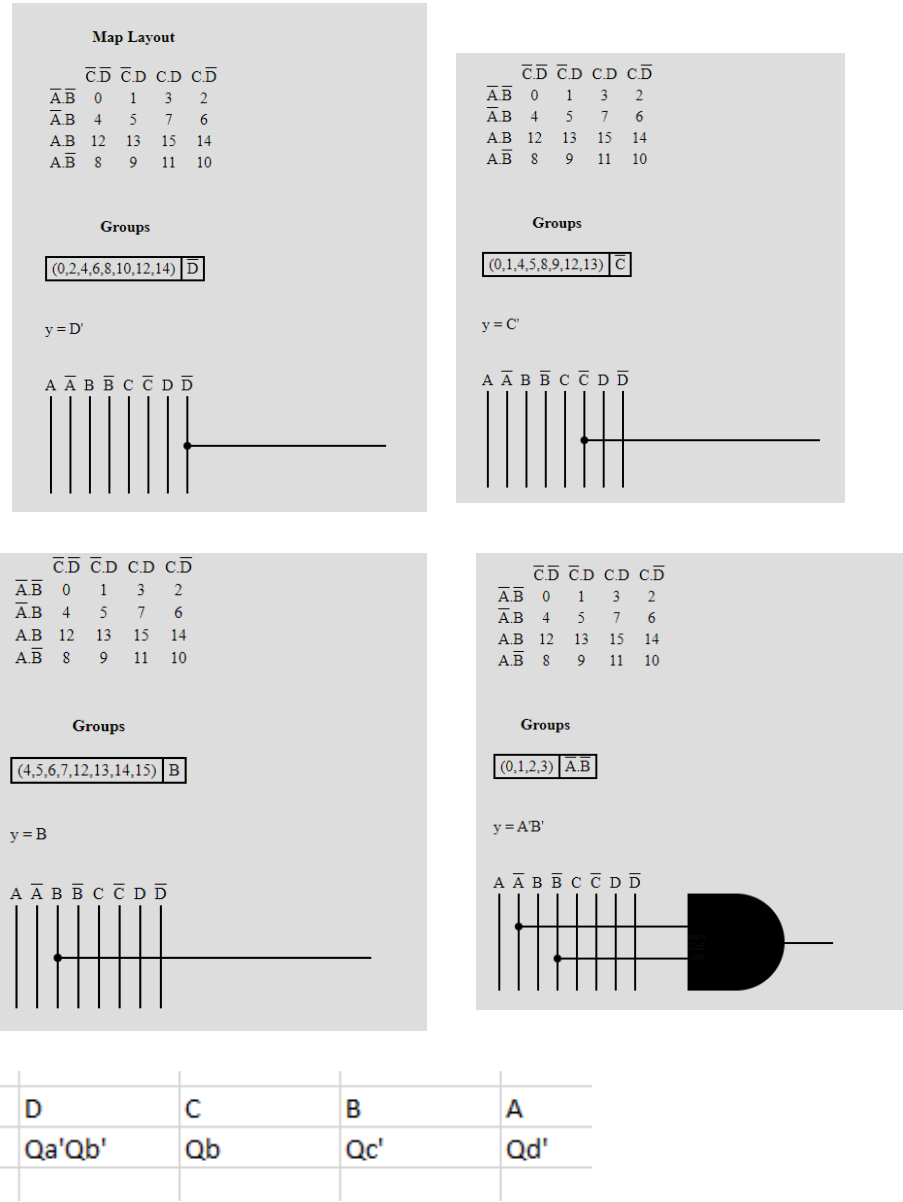 Map Layout
C̅.D̅ C̅.D C.D C.D̅
A̅.B̅ 0 1 3 2
A̅.B 4 5 7 6
A.B 12 13 15 14
A.B̅ 8 9 11 10
Groups
(0,2,4,6,8,10,12,14) D̅
y = D'
A A̅ B B̅ C C̅ D D̅
C̅.D̅ C̅.D C.D C.D̅
A̅.B̅ 0 1 3 2
A̅.B 4 5 7 6
A.B 12 13 15 14
A.B̅ 8 9 11 10
Groups
(0,1,4,5,8,9,12,13) C̅
y = C'
A A̅ B B̅ C C̅ D D̅
C̅.D̅ C̅.D C.D C.D̅
A̅.B̅ 0 1 3 2
A̅.B 4 5 7 6
A.B 12 13 15 14
A.B̅ 8 9 11 10
Groups
(4,5,6,7,12,13,14,15) B
y = B
A A̅ B B̅ C C̅ D D̅
C̅.D̅ C̅.D C.D C.D̅
A̅.B̅ 0 1 3 2
A̅.B 4 5 7 6
A.B 12 13 15 14
A.B̅ 8 9 11 10
Groups
(0,1,2,3) A̅.B̅
y = A'B'
A A̅ B B̅ C C̅ D D̅
D C B A
Qa'Qb' Qb Qc' Qd'